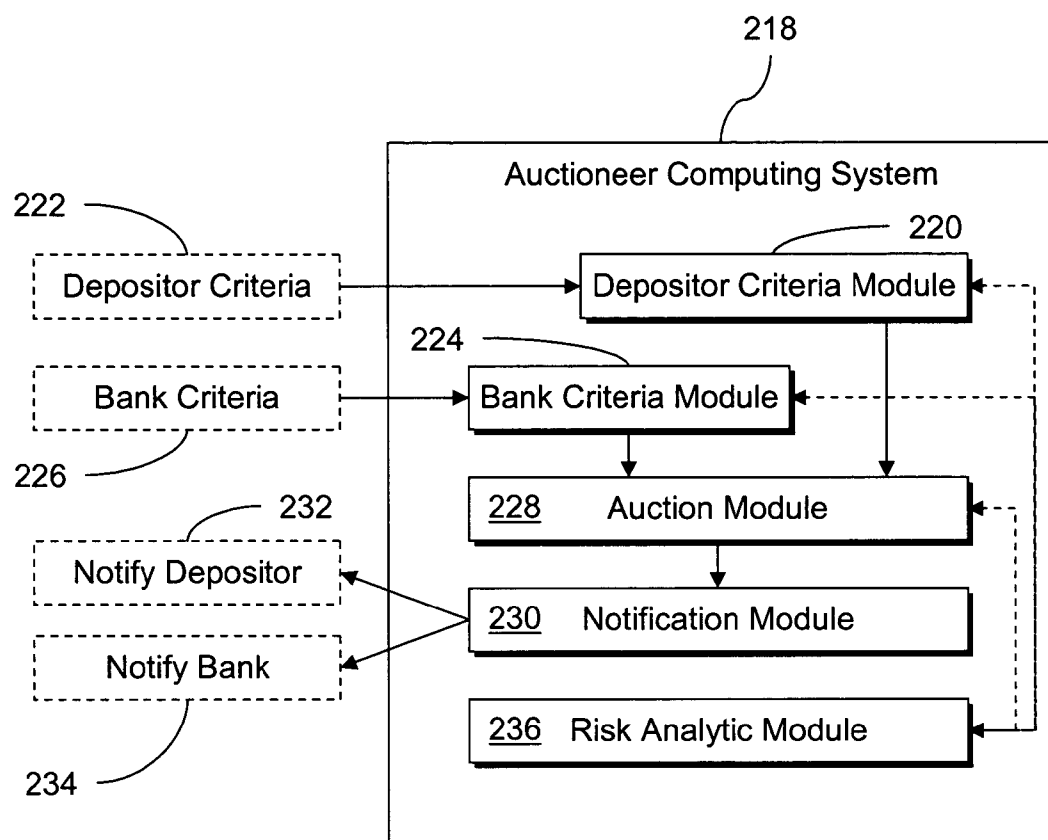 218
Auctioneer Computing System
222
220
Depositor Criteria
Depositor Criteria Module
224
Bank Criteria
Bank Criteria Module
226
228 Auction Module
232
Notify Depositor
230 Notification Module
Notify Bank
236 Risk Analytic Module
234